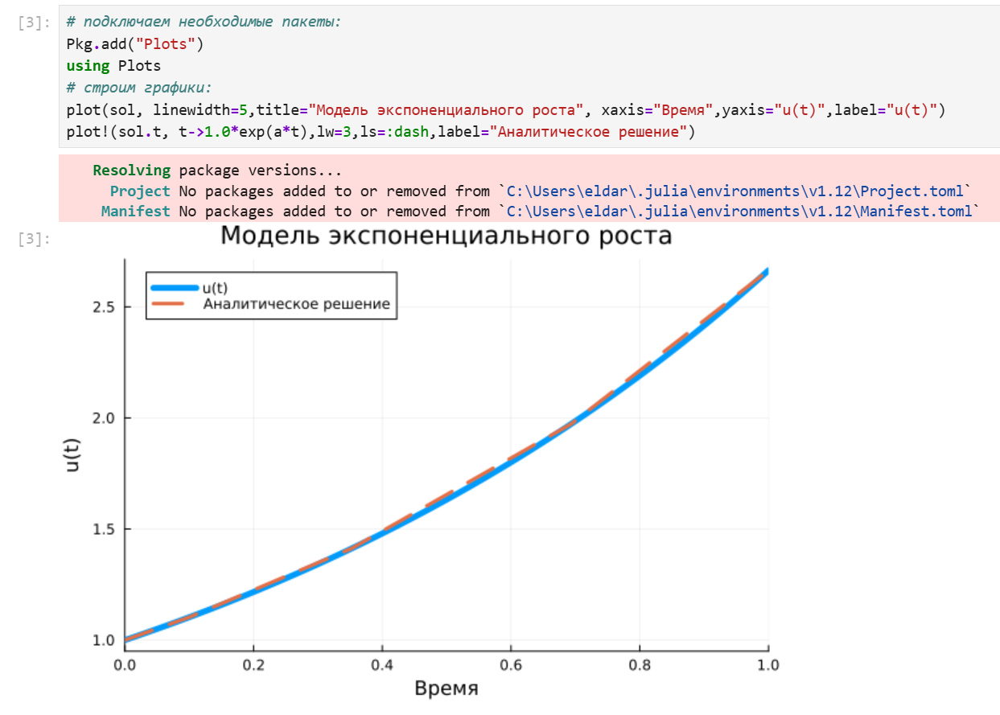 [3]: # подключаем необходимые пакеты:
Pkg.add("Plots")
using Plots
# строим графики:
plot(sol, linewidth=5,title="Модель экспоненциального роста", xaxis="Время",yaxis="u(t)",label="u(t)")
plot!(sol.t, t->1.0*exp(a*t),lw=3,ls=:dash,label="Аналитическое решение")
Resolving package versions...
Project No packages added to or removed from `C:\Users\eldar\.julia\environments\v1.12\Project.toml`
Manifest No packages added to or removed from `C:\Users\eldar\.julia\environments\v1.12\Manifest.toml`
[3]:
Модель экспоненциального роста
u(t)
Аналитическое решение
2.5
2.0
u(t)
1.5
1.0
0.0 0.2 0.4 0.6 0.8 1.0
Время